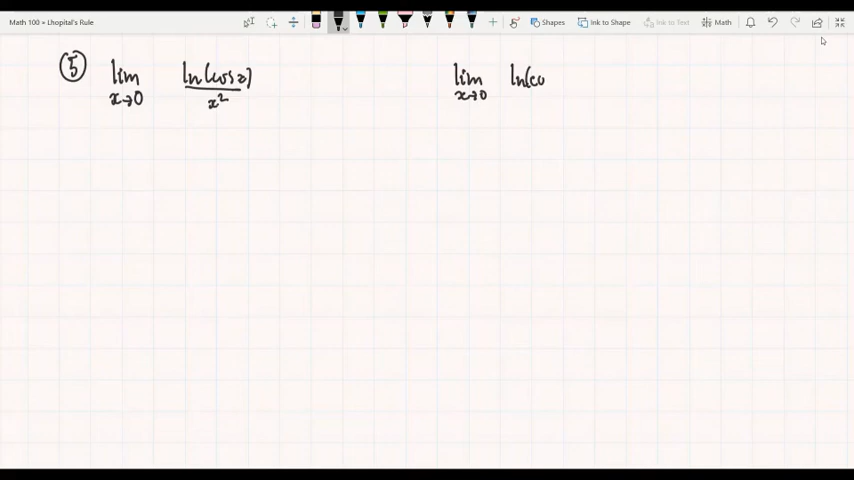 Math 100 = Lhopital's Rule
Shapes
Ink to Shape
Ink to Text
Math
⑤ lim x→0 ln(cos x) / x²
lim x→0 ln(co